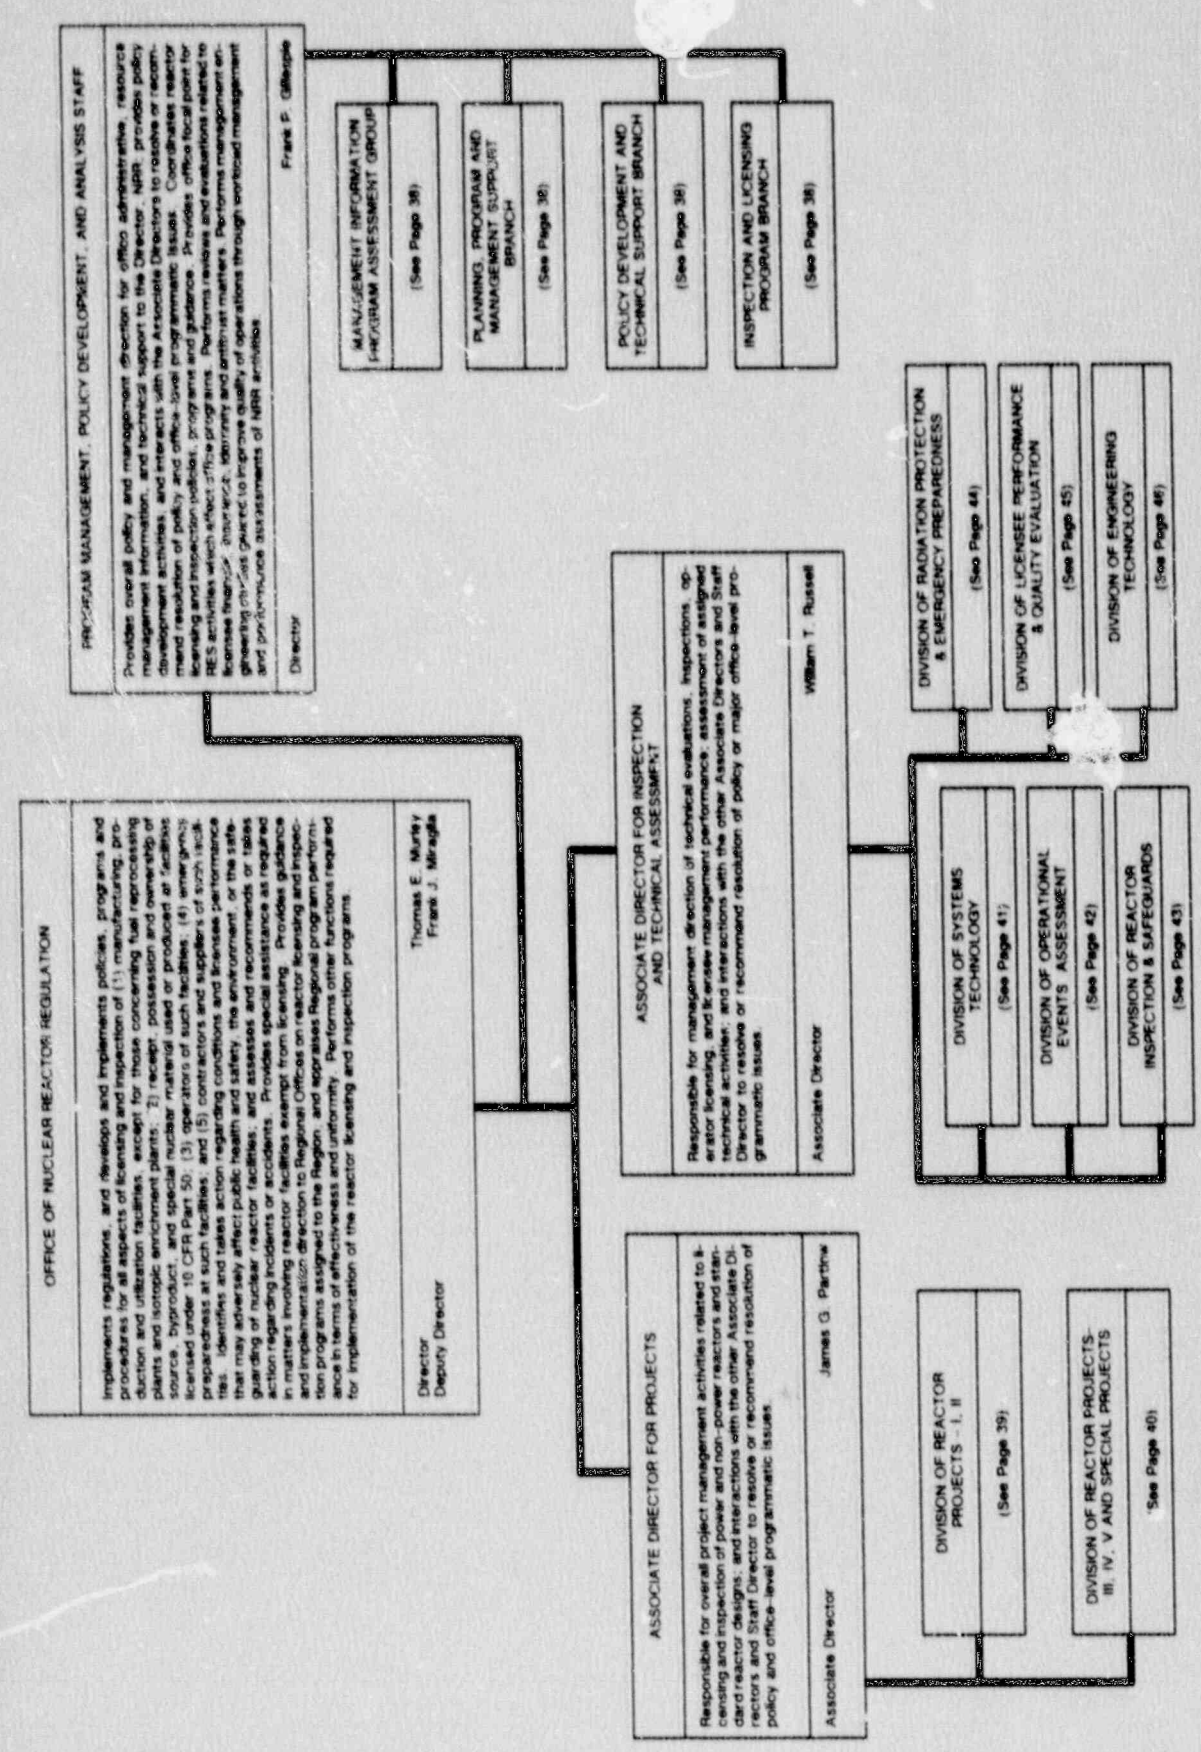 OFFICE OF NUCLEAR REACTOR REGULATION
Implements regulations, and develops and implements policies, programs and
procedures for all aspects of licensing and inspection of (1) manufacturing, pro-
duction and utilization facilities, except for those concerning fuel reprocessing
plants and isotopic enrichment plants; 2) receipt, possession and ownership of
source, byproduct, and special nuclear material used or produced at facilities
licensed under 10 CFR Part 50; (3) operators of such facilities; (4) emergency
preparedness at such facilities; and (5) contractors and suppliers of such facili-
ties. Identifies and takes action regarding conditions and licensee performance
that may adversely affect public health and safety, the environment, or the safe-
guarding of nuclear reactor facilities; and assesses and recommends or takes
action regarding incidents or accidents. Provides special assistance as required
in matters involving reactor facilities exempt from licensing. Provides guidance
and implementation direction to Regional Offices on reactor licensing and inspec-
tion programs assigned to the Region, and appraises Regional program perform-
ance in terms of effectiveness and uniformity. Performs other functions required
for implementation of the reactor licensing and inspection programs.
Director Thomas E. Murley
Deputy Director Frank J. Miraglia
PROGRAM MANAGEMENT, POLICY DEVELOPMENT, AND ANALYSIS STAFF
Provides overall policy and management direction for office administrative, resource
management information, and technical support to the Director, NRR; provides policy
development activities, and interacts with the Associate Directors to resolve or recom-
mend resolution of policy and office-level programmatic issues. Coordinates reactor
licensing and inspection policies, programs and guidance. Provides office focal point for
RES activities which effect office programs. Performs reviews and evaluations related to
licensee financial, insurance, idemnity and antitrust matters. Performs management en-
gineering studies geared to improve quality of operations through workload management
and performance assessments of NRR activities
Director Frank P. Gillespie
MANAGEMENT INFORMATION
PROGRAM ASSESSMENT GROUP
(See Page 38)
PLANNING, PROGRAM AND
MANAGEMENT SUPPORT
BRANCH
(See Page 38)
POLICY DEVELOPMENT AND
TECHNICAL SUPPORT BRANCH
(See Page 38)
INSPECTION AND LICENSING
PROGRAM BRANCH
(See Page 38)
ASSOCIATE DIRECTOR FOR PROJECTS
Responsible for overall project management activities related to li-
censing and inspection of power and non-power reactors and stan-
dard reactor designs; and interactions with the other Associate Di-
rectors and Staff Director to resolve or recommend resolution of
policy and office-level programmatic issues.
Associate Director James G. Partlow
ASSOCIATE DIRECTOR FOR INSPECTION
AND TECHNICAL ASSESSMENT
Responsible for management direction of technical evaluations, inspections, op-
erator licensing, and licensee management performance; assessment of assigned
technical activities; and interactions with the other Associate Directors and Staff
Director to resolve or recommend resolution of policy or major office-level pro-
grammatic issues.
Associate Director William T. Russell
DIVISION OF REACTOR
PROJECTS - I, II
(See Page 39)
DIVISION OF REACTOR PROJECTS-
III, IV, V AND SPECIAL PROJECTS
(See Page 40)
DIVISION OF SYSTEMS
TECHNOLOGY
(See Page 41)
DIVISION OF OPERATIONAL
EVENTS ASSESSMENT
(See Page 42)
DIVISION OF REACTOR
INSPECTION & SAFEGUARDS
(See Page 43)
DIVISION OF RADIATION PROTECTION
& EMERGENCY PREPAREDNESS
(See Page 44)
DIVISION OF LICENSEE PERFORMANCE
& QUALITY EVALUATION
(See Page 45)
DIVISION OF ENGINEERING
TECHNOLOGY
(See Page 46)